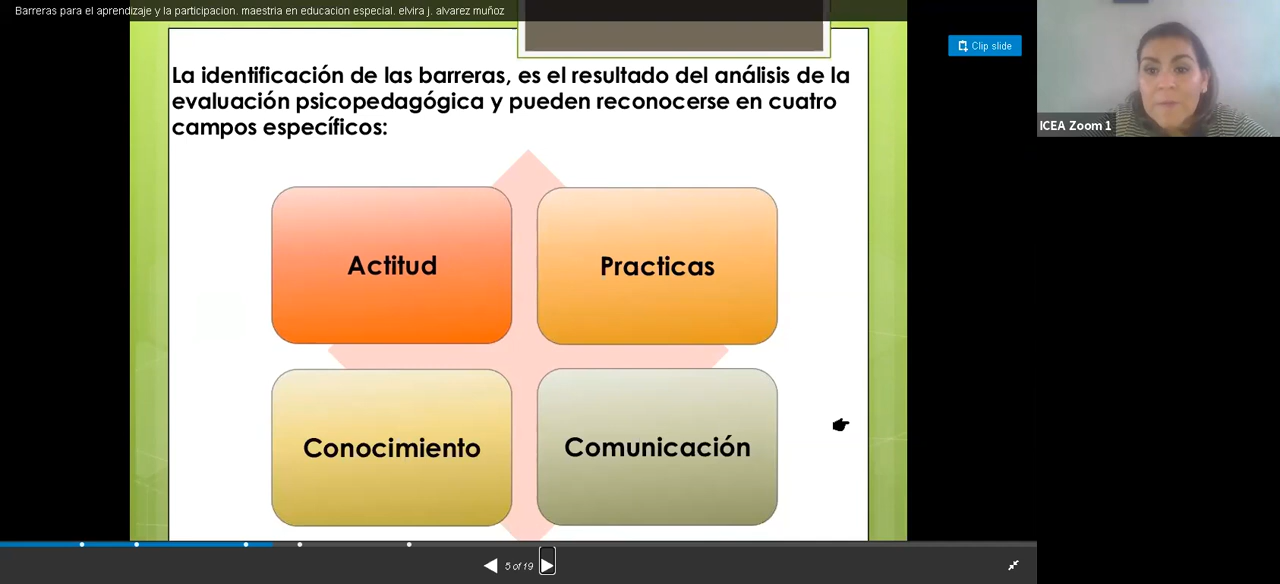 Barreras para el aprendizaje y la participacion. maestria en educacion especial. elvira j. alvarez muñoz
Clip slide
ICEA Zoom 1
La identificación de las barreras, es el resultado del análisis de la
evaluación psicopedagógica y pueden reconocerse en cuatro
campos específicos:
Actitud
Practicas
Conocimiento
Comunicación
5 of 19